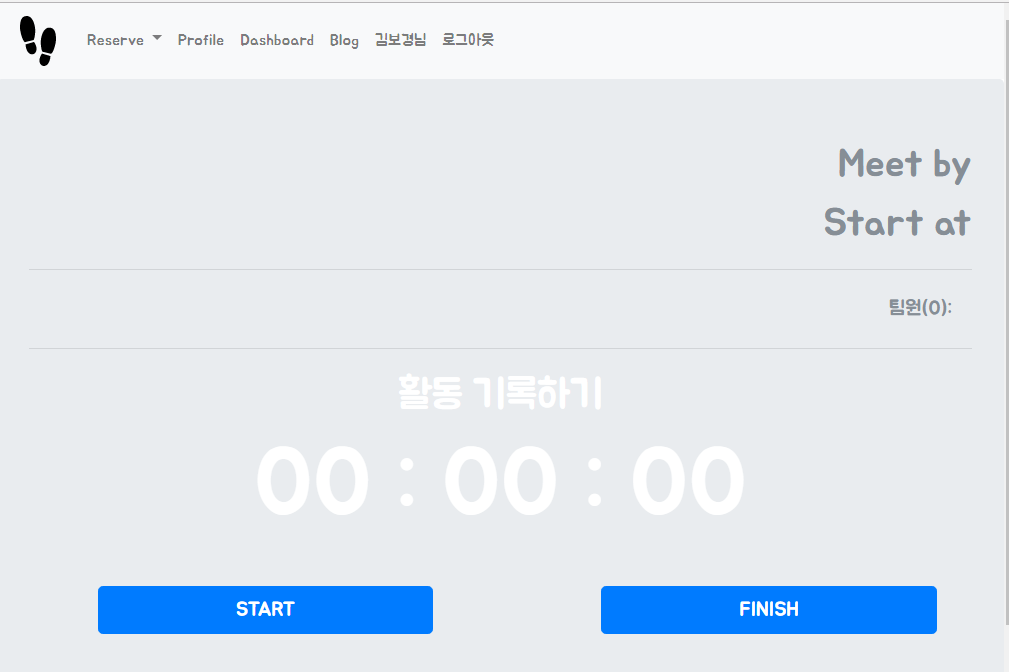 Reserve Profile Dashboard Blog 김보경님 로그아웃
Meet by
Start at
팀원(0):
활동 기록하기
00 : 00 : 00
START FINISH